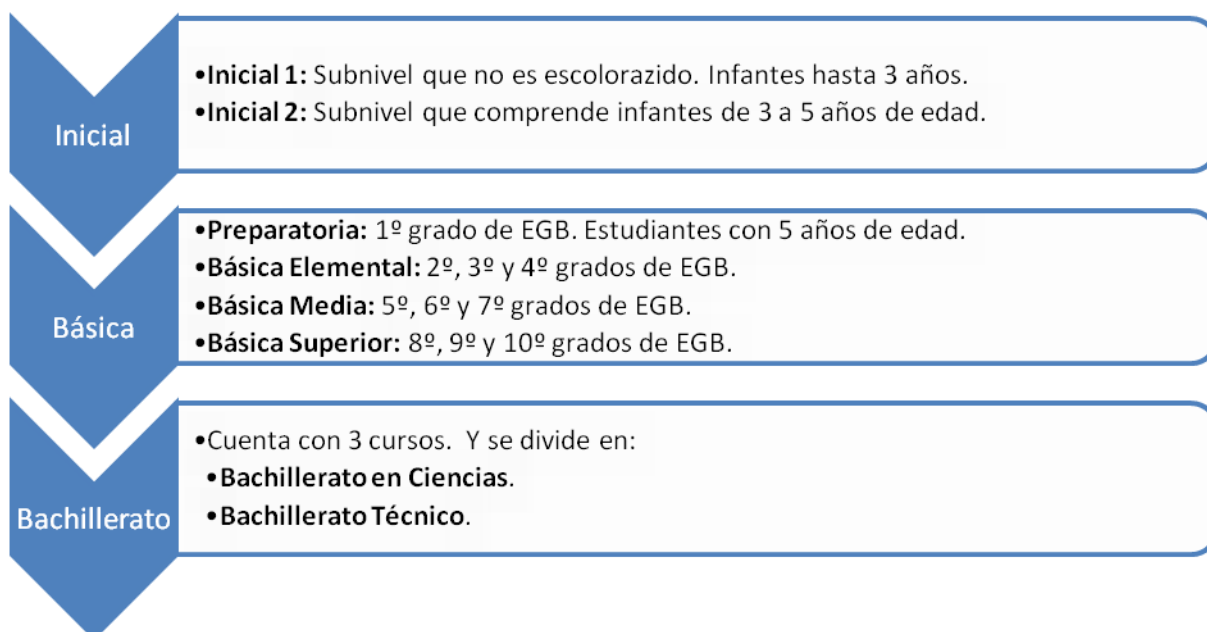 Inicial
•Inicial 1: Subnivel que no es escolorazido. Infantes hasta 3 años.
•Inicial 2: Subnivel que comprende infantes de 3 a 5 años de edad.
Básica
•Preparatoria: 1º grado de EGB. Estudiantes con 5 años de edad.
•Básica Elemental: 2º, 3º y 4º grados de EGB.
•Básica Media: 5º, 6º y 7º grados de EGB.
•Básica Superior: 8º, 9º y 10º grados de EGB.
Bachillerato
•Cuenta con 3 cursos. Y se divide en:
•Bachillerato en Ciencias.
•Bachillerato Técnico.